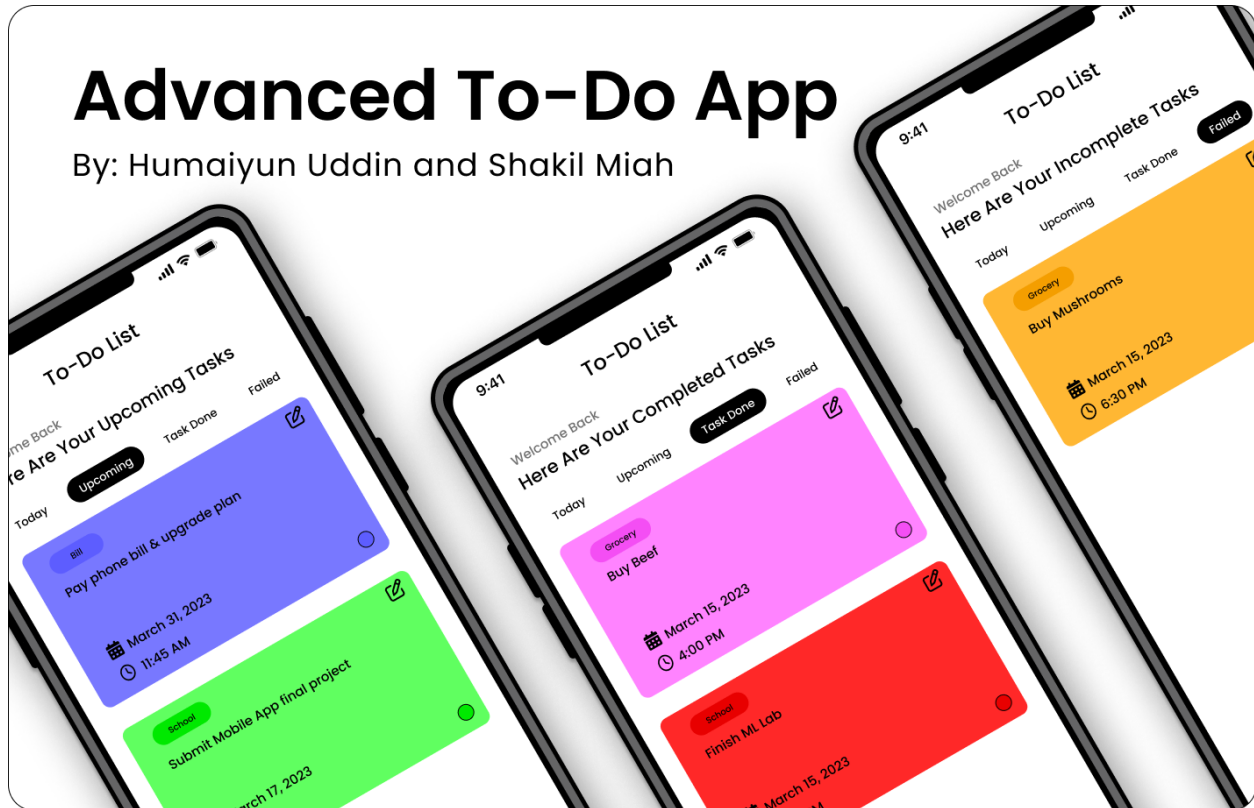 Advanced To-Do App
By: Humaiyun Uddin and Shakil Miah
To-Do List
Here Are Your Upcoming Tasks
Today
Upcoming
Task Done
Failed
Bill
Pay phone bill & upgrade plan
March 31, 2023
11:45 AM
School
Submit Mobile App final project
17, 2023
9:41
To-Do List
Welcome Back
Here Are Your Completed Tasks
Today
Upcoming
Task Done
Failed
Grocery
Buy Beef
March 15, 2023
4:00 PM
School
Finish ML Lab
March 15, 2023
9:41
To-Do List
Welcome Back
Here Are Your Incomplete Tasks
Today
Upcoming
Task Done
Failed
Grocery
Buy Mushrooms
March 15, 2023
6:30 PM